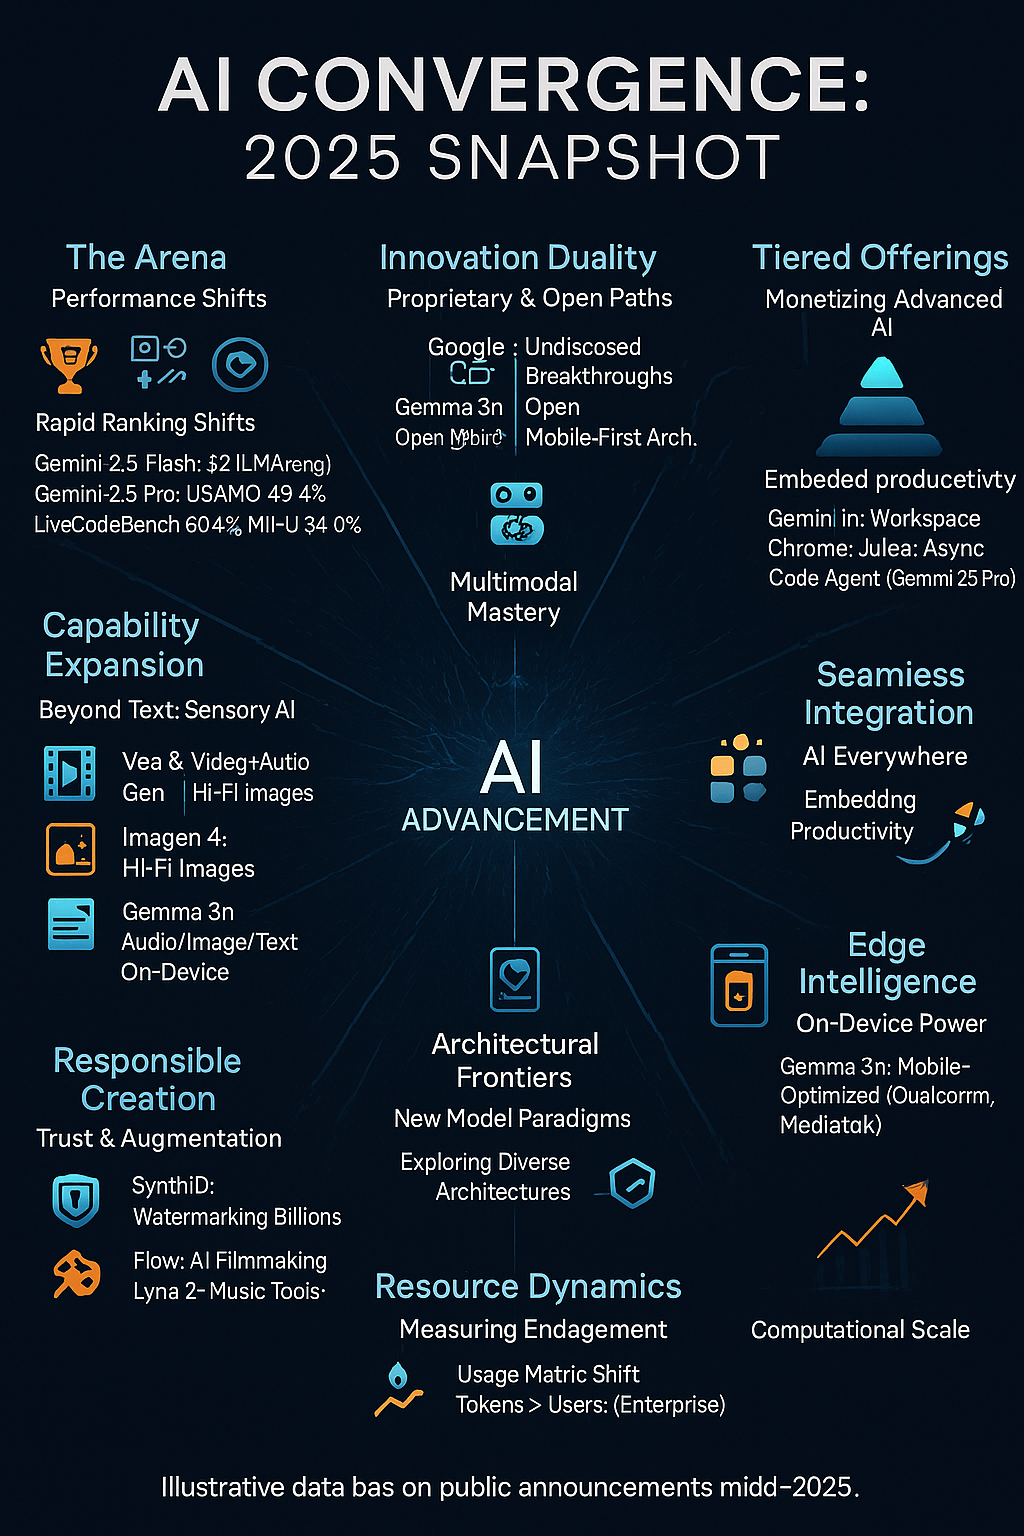 AI CONVERGENCE:
2025 SNAPSHOT
The Arena
Performance Shifts
Rapid Ranking Shifts
Gemini-2.5 Flash: $2 ILMAreng)
Gemini-2.5 Pro: USAMO 49 4%
LiveCodeBench 604% MII-U 34 0%
Innovation Duality
Proprietary & Open Paths
Google : Undiscosed
Breakthroughs
Gemma 3n Open
Open Mobile-First Arch.
Multimodal
Mastery
Tiered Offerings
Monetizing Advanced
AI
Embeded producetivty
Gemini in: Workspace
Chrome: Julea: Async
Code Agent (Gemmi 25 Pro)
Capability
Expansion
Beyond Text: Sensory AI
Vea & Videg+Autio
Gen Hi-FI images
Imagen 4:
HI-Fi Images
Gemma 3n
Audio/Image/Text
On-Device
AI
ADVANCEMENT
Seamiess
Integration
AI Everywhere
Embeddng
Productivity
Edge
Intelligence
On-Device Power
Gemma 3n: Mobile-
Optimized (Oualcorrm,
Mediatak)
Responsible
Creation
Trust & Augmentation
SynthiD:
Watermarking Billions
Flow: AI Filmmaking
Lyna 2-Music Toois·
Architectural
Frontiers
New Model Paradigms
Exploring Diverse
Architectures
Resource Dynamics
Measuring Endagement
Usage Matric Shift
Tokens > Users: (Enterprise)
Computational Scale
Illustrative data bas on public announcements midd-2025.